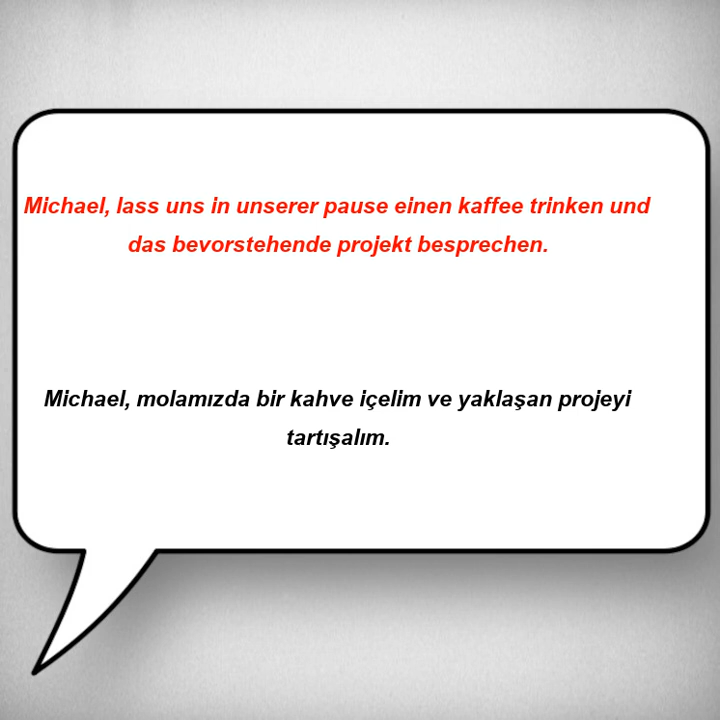 Michael, lass uns in unserer pause einen kaffee trinken und
das bevorstehende projekt besprechen.
Michael, molamızda bir kahve içelim ve yaklaşan projeyi
tartışalım.